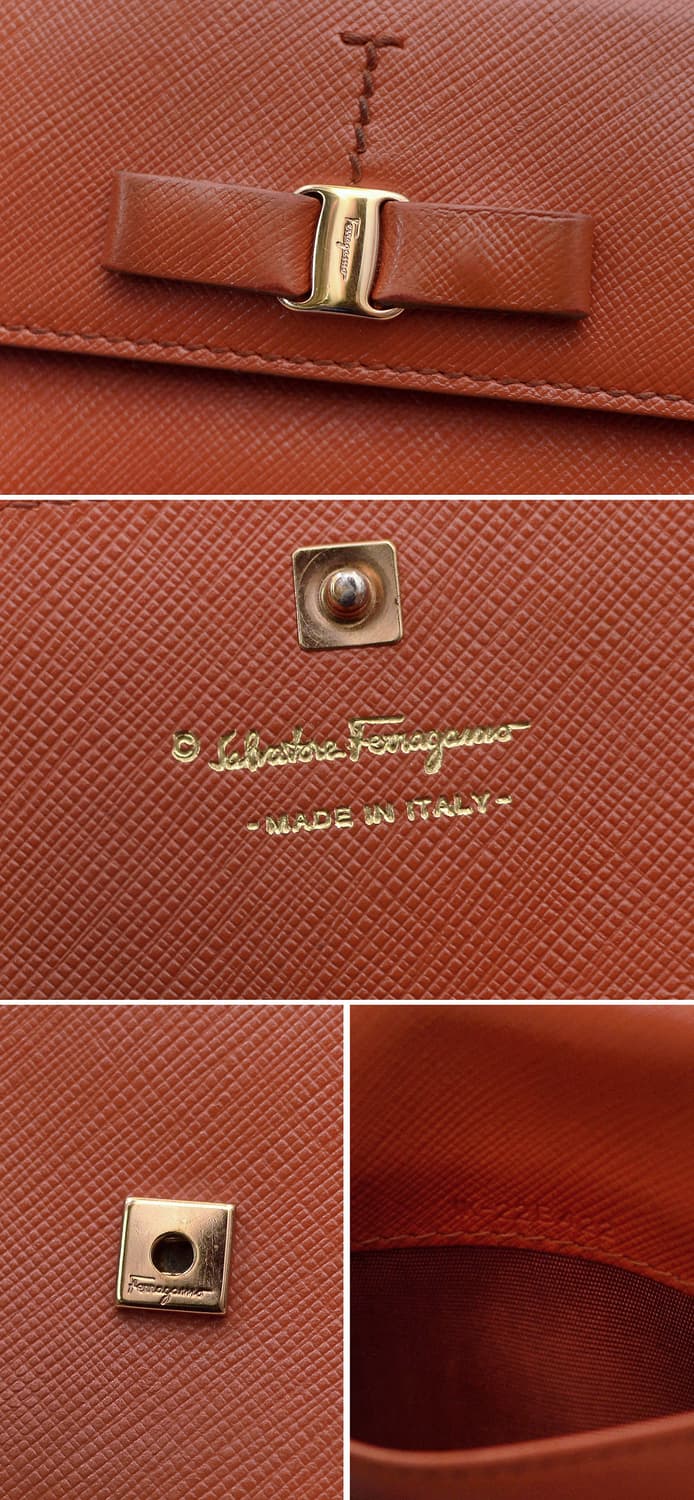 Ferragamo
© Salvatore Ferragamo
-MADE IN ITALY-
Ferragamo